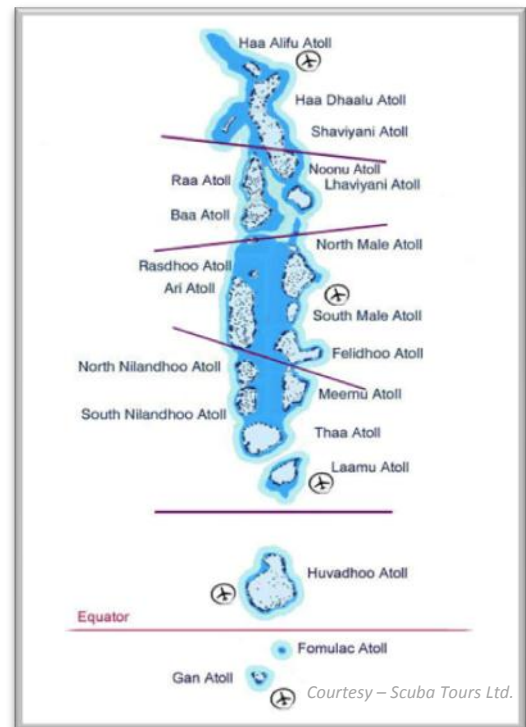 Haa Alifu Atoll
Haa Dhaalu Atoll
Shaviyani Atoll
Noonu Atoll
Raa Atoll
Lhaviyani Atoll
Baa Atoll
North Male Atoll
Rasdhoo Atoll
Ari Atoll
South Male Atoll
Felidhoo Atoll
North Nilandhoo Atoll
Meemu Atoll
South Nilandhoo Atoll
Thaa Atoll
Laamu Atoll
Huvadhoo Atoll
Equator
Fomulac Atoll
Gan Atoll
Courtesy – Scuba Tours Ltd.